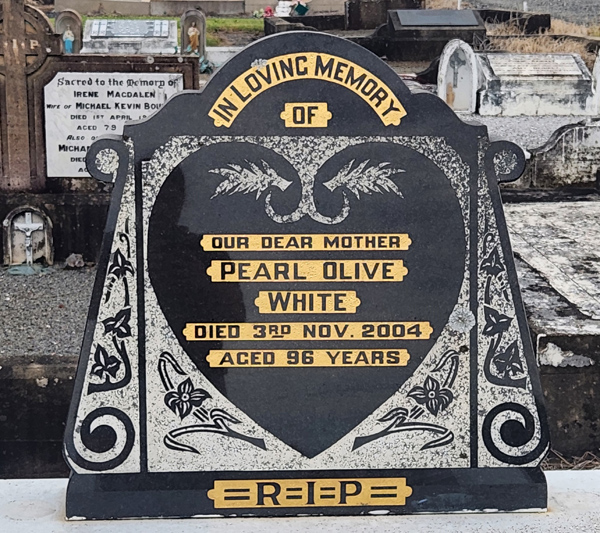 IN LOVING MEMORY
OF
OUR DEAR MOTHER
PEARL OLIVE
WHITE
DIED 3RD NOV. 2004
AGED 96 YEARS
=R=I=P=
Sacred to the Memory of
IRENE MAGDALEN
WIFE OF MICHAEL KEVIN
DIED 1ST APRIL
AGED 79